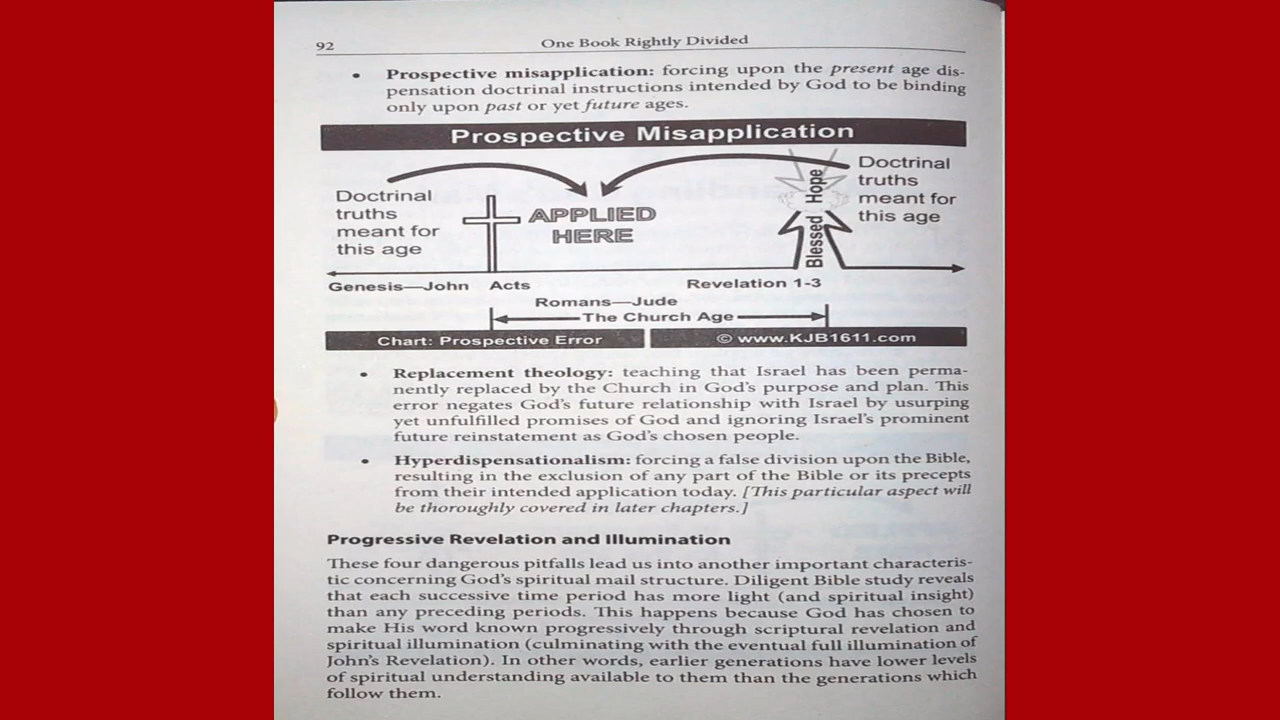 92
One Book Rightly Divided
• Prospective misapplication: forcing upon the present age dis-
pensation doctrinal instructions intended by God to be binding
only upon past or yet future ages.
Prospective Misapplication
Doctrinal
truths
meant for
this age
APPLIED
HERE
Blessed Hope
Doctrinal
truths
meant for
this age
Genesis—John Acts
Revelation 1-3
Romans—Jude
The Church Age
Chart: Prospective Error
© www.KJB1611.com
• Replacement theology: teaching that Israel has been perma-
nently replaced by the Church in God's purpose and plan. This
error negates God's future relationship with Israel by usurping
yet unfulfilled promises of God and ignoring Israel's prominent
future reinstatement as God's chosen people.
• Hyperdispensationalism: forcing a false division upon the Bible,
resulting in the exclusion of any part of the Bible or its precepts
from their intended application today. [This particular aspect will
be thoroughly covered in later chapters.]
Progressive Revelation and Illumination
These four dangerous pitfalls lead us into another important characteris-
tic concerning God's spiritual mail structure. Diligent Bible study reveals
that each successive time period has more light (and spiritual insight)
than any preceding periods. This happens because God has chosen to
make His word known progressively through scriptural revelation and
spiritual illumination (culminating with the eventual full illumination of
John's Revelation). In other words, earlier generations have lower levels
of spiritual understanding available to them than the generations which
follow them.